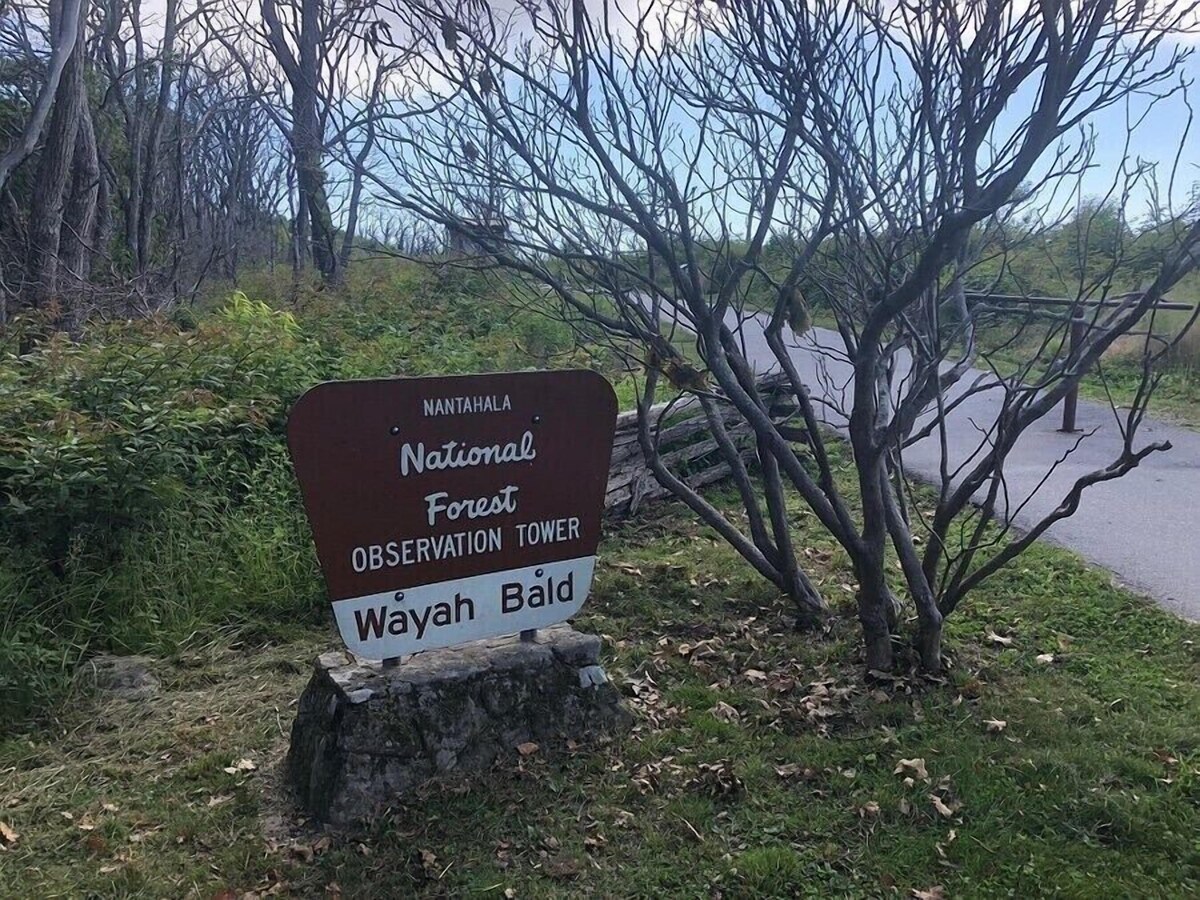 NANTAHALA
National
Forest
OBSERVATION TOWER
Wayah Bald